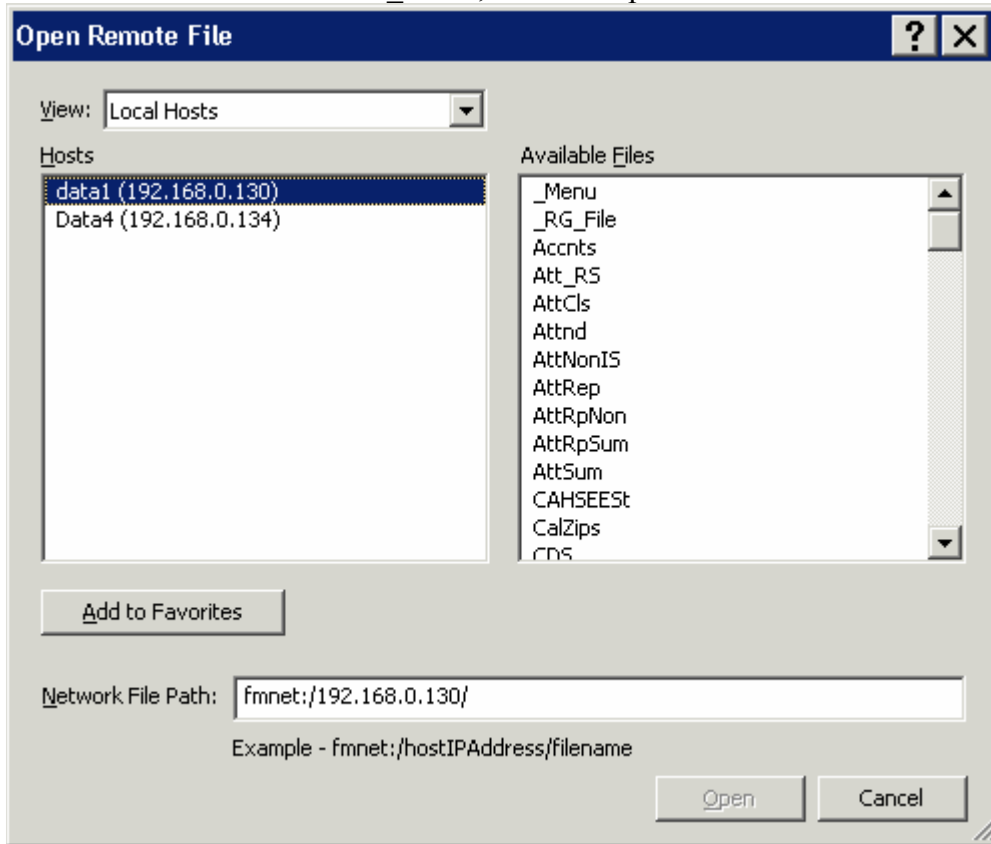 Open Remote File
View: Local Hosts
Hosts
data1 (192.168.0.130)
Data4 (192.168.0.134)
Available Files
_Menu
_RG_File
Accnts
Att_RS
AttCls
Attnd
AttNonIS
AttRep
AttRpNon
AttRpSum
AttSum
CAHSEESt
CalZips
CDS
Add to Favorites
Network File Path: fmnet:/192.168.0.130/
Example - fmnet:/hostIPAddress/filename
Open Cancel